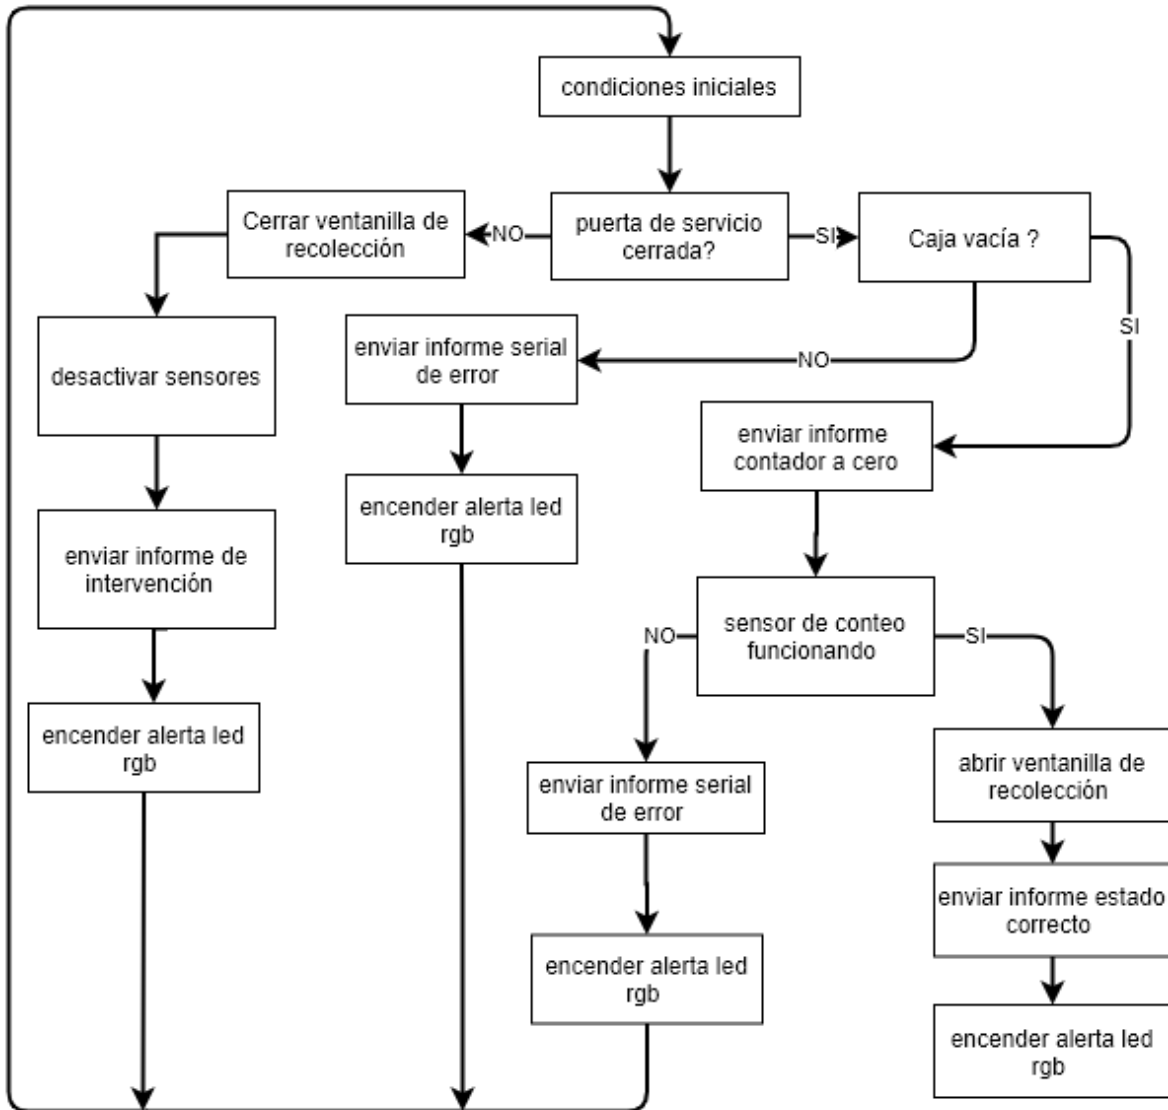 condiciones iniciales
Cerrar ventanilla de
recolección
NO
puerta de servicio
cerrada?
SI
Caja vacía ?
SI
desactivar sensores
enviar informe serial
de error
NO
enviar informe
contador a cero
encender alerta led
rgb
enviar informe de
intervención
NO
sensor de conteo
funcionando
SI
encender alerta led
rgb
enviar informe serial
de error
abrir ventanilla de
recolección
enviar informe estado
correcto
encender alerta led
rgb
encender alerta led
rgb